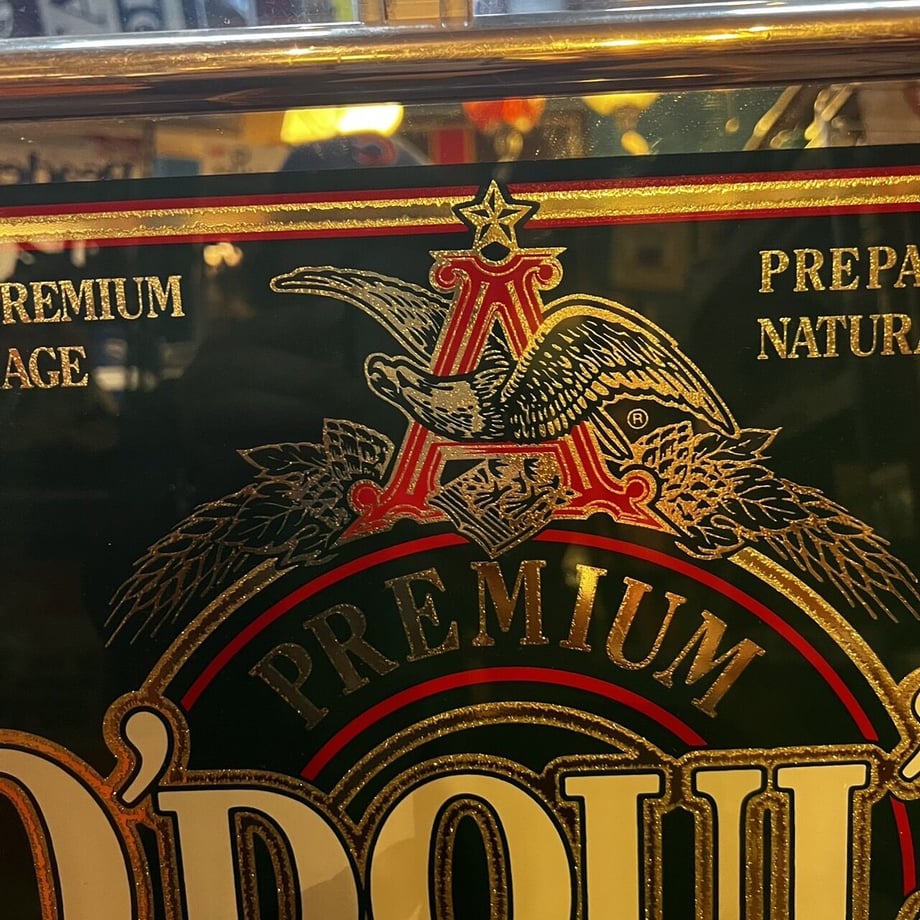 REMIUM
AGE
A
®
PREPA
NATURA
PREMIUM
O'DOUL'